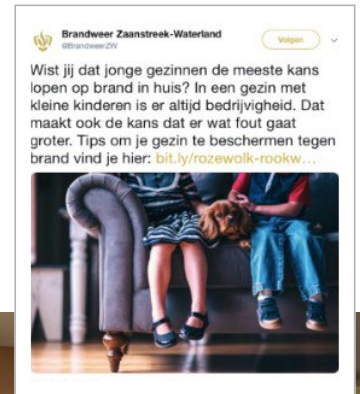 Brandweer Zaanstreek-Waterland
@BrandweerZW
Volgen
Wist jij dat jonge gezinnen de meeste kans
lopen op brand in huis? In een gezin met
kleine kinderen is er altijd bedrijvigheid. Dat
maakt ook de kans dat er wat fout gaat
groter. Tips om je gezin te beschermen tegen
brand vind je hier: bit.ly/rozewolk-rookw...